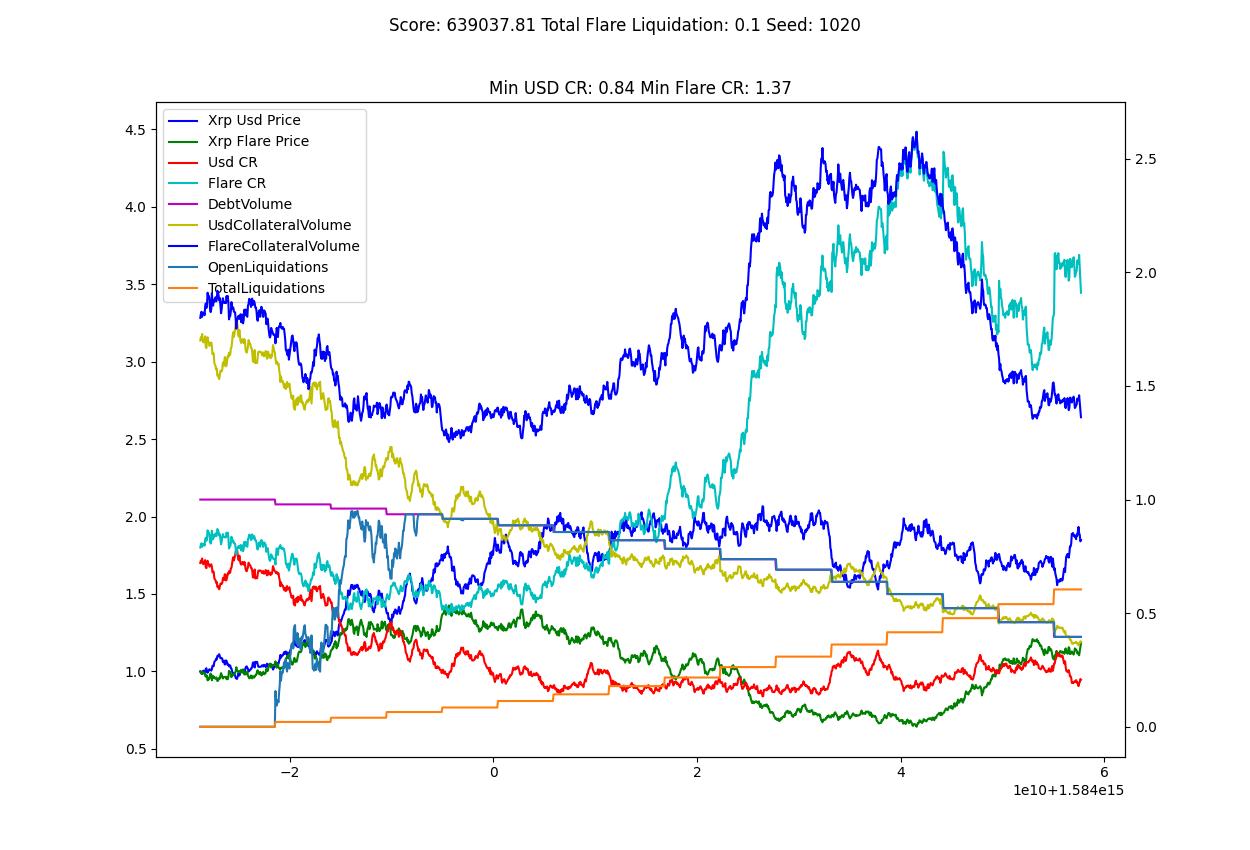 Score: 639037.81 Total Flare Liquidation: 0.1 Seed: 1020
Min USD CR: 0.84 Min Flare CR: 1.37
Xrp Usd Price
Xrp Flare Price
Usd CR
Flare CR
DebtVolume
UsdCollateralVolume
FlareCollateralVolume
OpenLiquidations
TotalLiquidations
4.5
4.0
3.5
3.0
2.5
2.0
1.5
1.0
0.5
2.5
2.0
1.5
1.0
0.5
0.0
−2
0
2
4
6
1e10+1.584e15